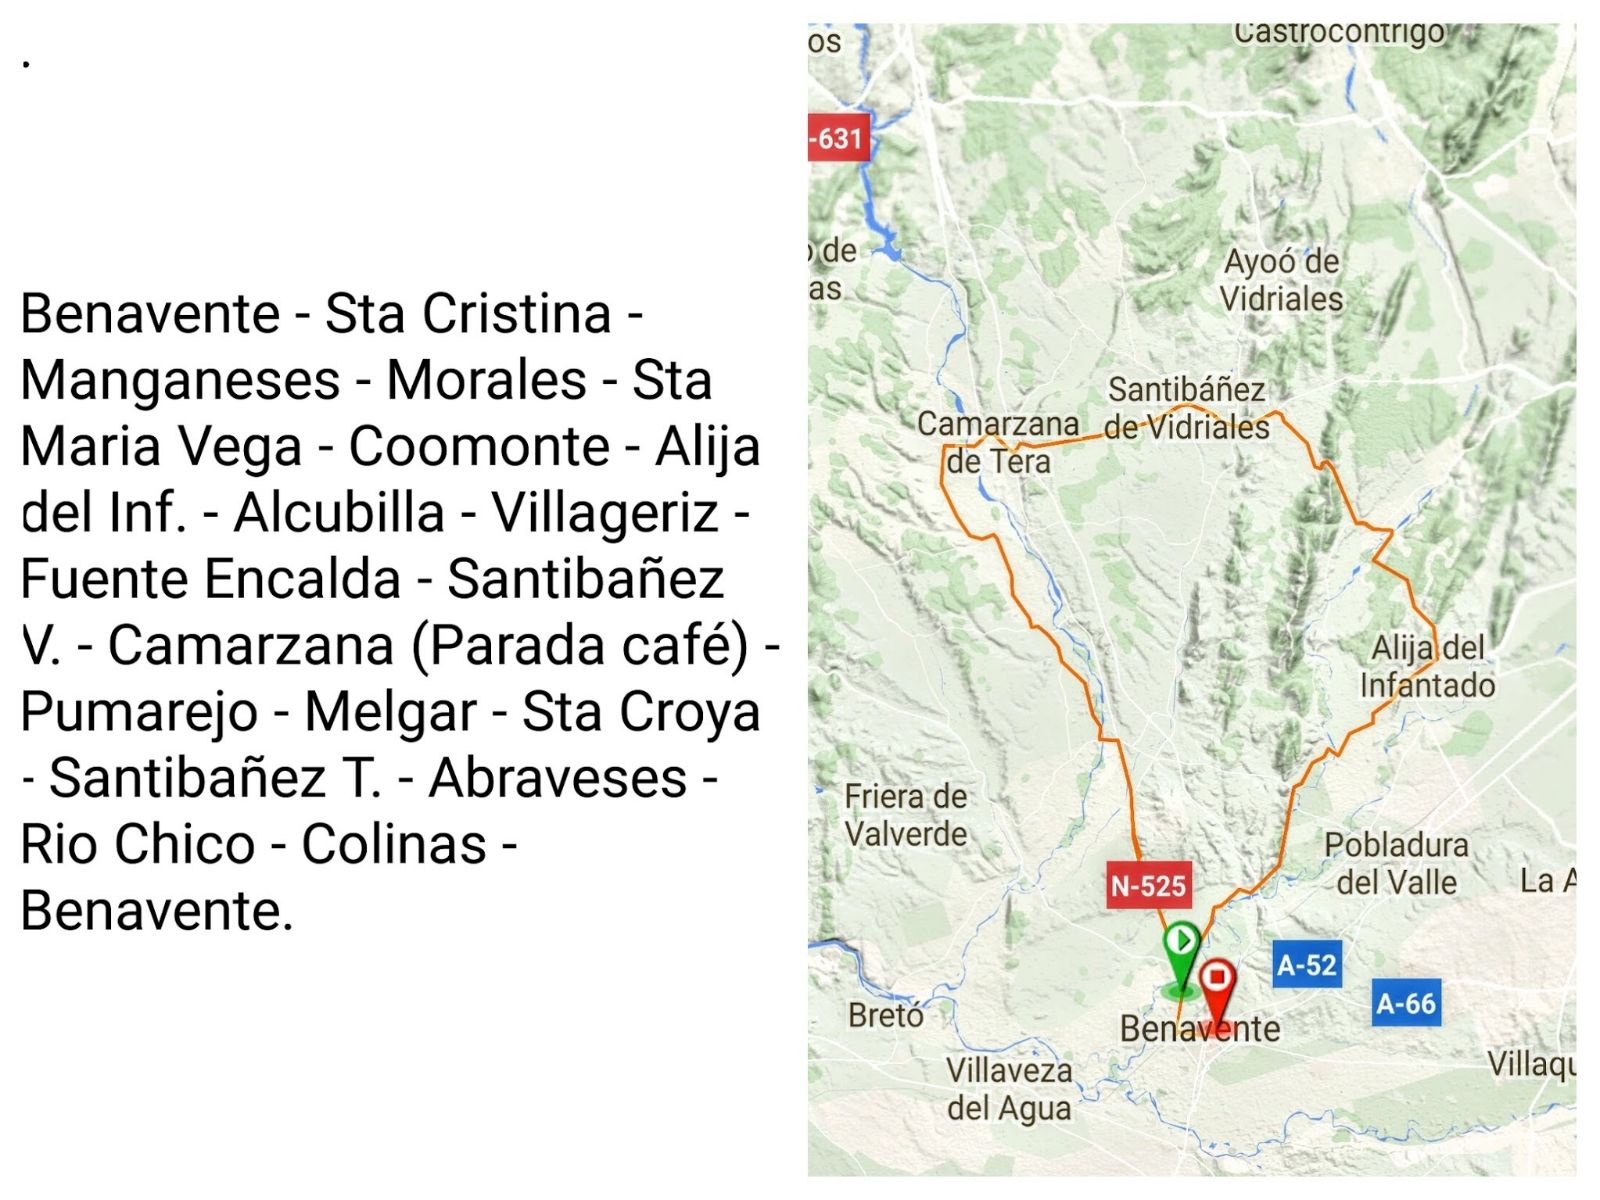 .
Benavente - Sta Cristina -
Manganeses - Morales - Sta
Maria Vega - Coomonte - Alija
del Inf. - Alcubilla - Villageriz -
Fuente Encalda - Santibañez
V. - Camarzana (Parada café) -
Pumarejo - Melgar - Sta Croya
- Santibañez T. - Abraveses -
Rio Chico - Colinas -
Benavente.
Castrocontrigo
os
-631
de
as
Ayoó de
Vidriales
Santibáñez
de Vidriales
Camarzana
de Tera
Alija del
Infantado
Friera de
Valverde
Pobladura
del Valle
La A
N-525
A-52
A-66
Bretó
Benavente
Villaveza
del Agua
Villaqu